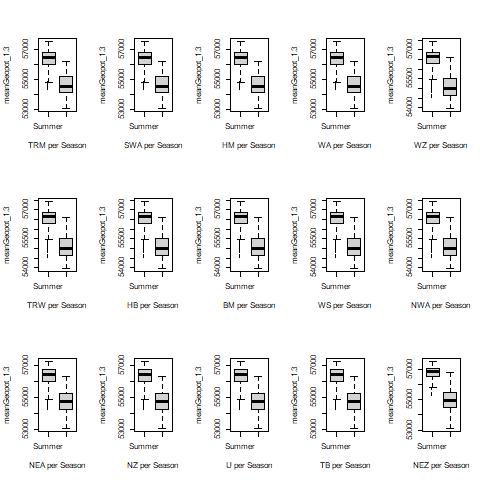 meanGeopot_1.3 53000 55000 57000 Summer TRM per Season
meanGeopot_1.3 53000 55000 57000 Summer SWA per Season
meanGeopot_1.3 53000 55000 57000 Summer HM per Season
meanGeopot_1.3 53000 55000 57000 Summer WA per Season
meanGeopot_1.3 54000 55500 57000 Summer WZ per Season
meanGeopot_1.3 54000 55500 57000 Summer TRW per Season
meanGeopot_1.3 54000 55500 57000 Summer HB per Season
meanGeopot_1.3 54000 55500 57000 Summer BM per Season
meanGeopot_1.3 54000 55500 57000 Summer WS per Season
meanGeopot_1.3 54000 55500 57000 Summer NWA per Season
meanGeopot_1.3 53000 55000 57000 Summer NEA per Season
meanGeopot_1.3 53000 55000 57000 Summer NZ per Season
meanGeopot_1.3 53000 55000 57000 Summer U per Season
meanGeopot_1.3 53000 55000 57000 Summer TB per Season
meanGeopot_1.3 53000 55000 57000 Summer NEZ per Season